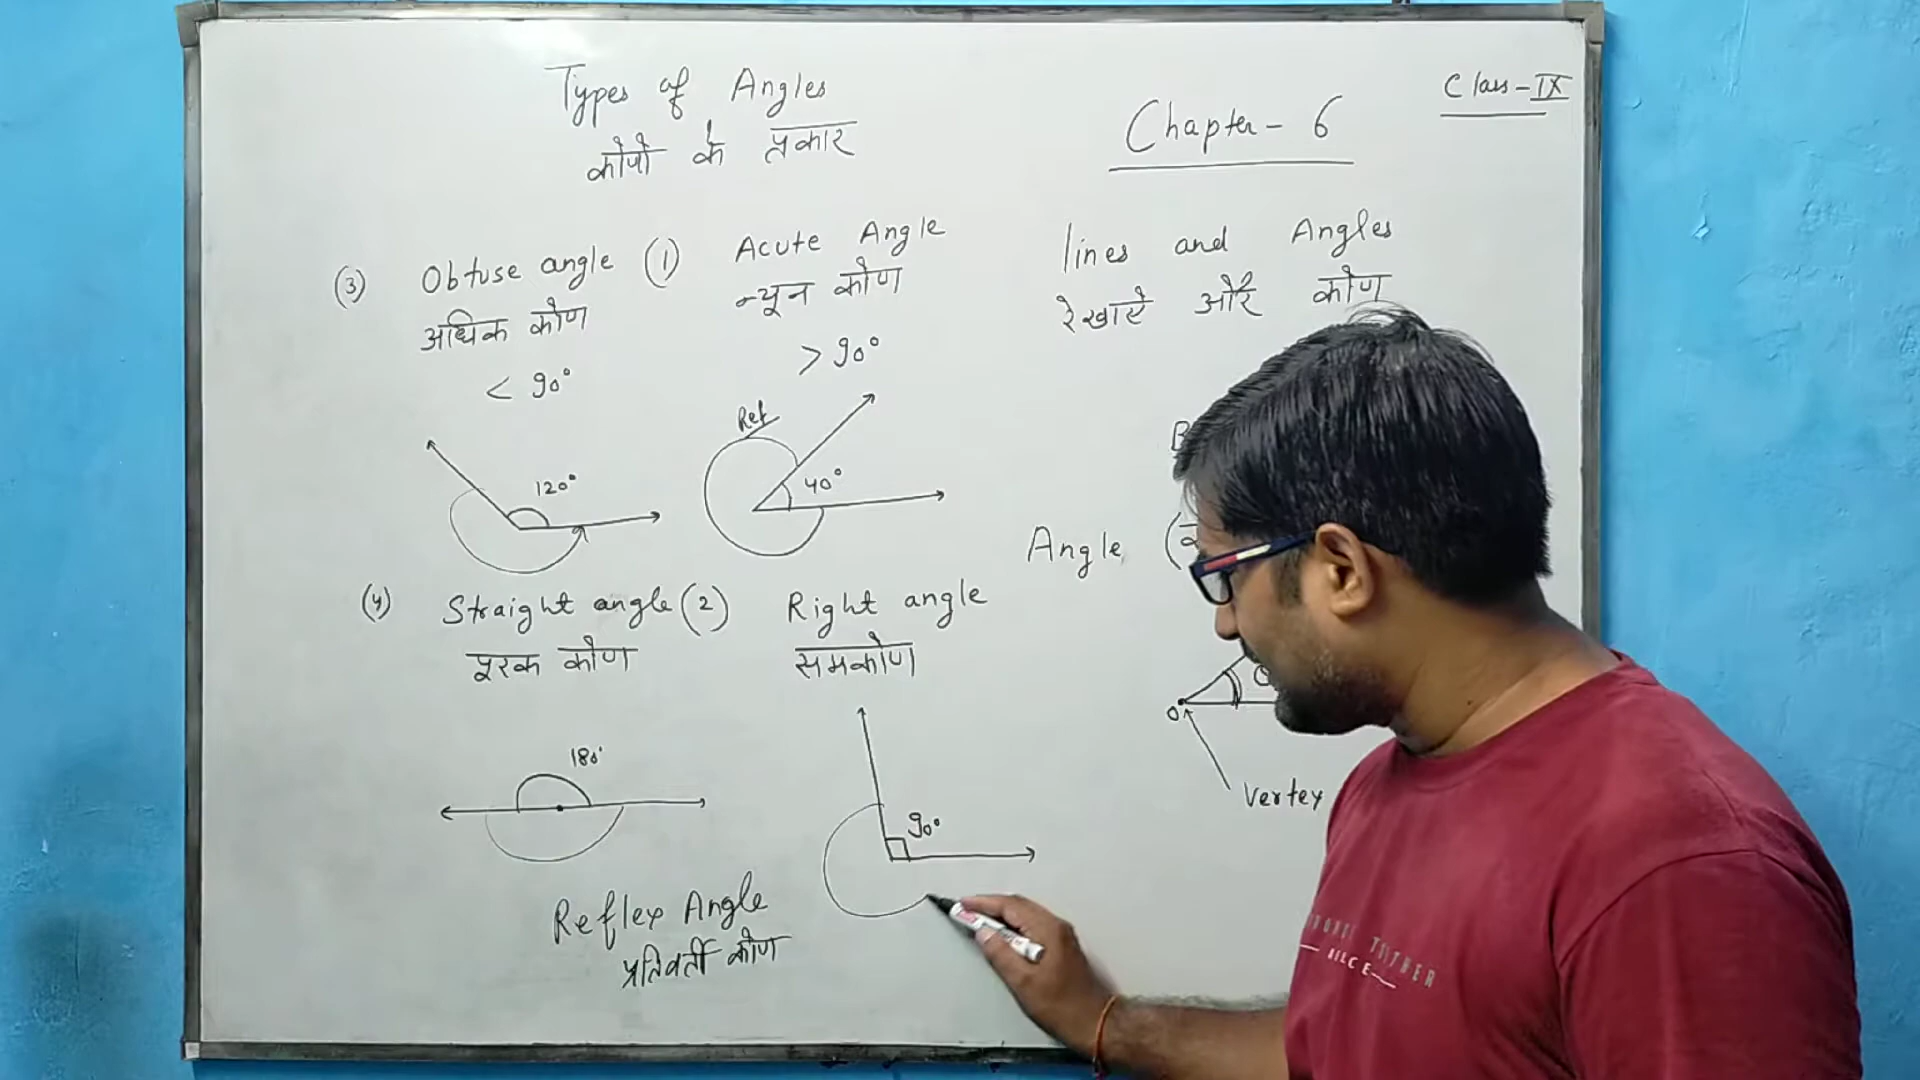 Types of Angles
कोणो के प्रकार
Class-IX
Chapter-6
lines and Angles
रेखाऐ और कोण
(3) Obtuse angle
अधिक कोण
< 90°
120°
(1) Acute Angle
न्यून कोण
> 90°
Ref
40°
Angle
(4) Straight angle
पूरक कोण
180°
(2) Right angle
समकोण
90°
Reflex Angle
प्रतिवर्ती कोण
B
O
Vertex